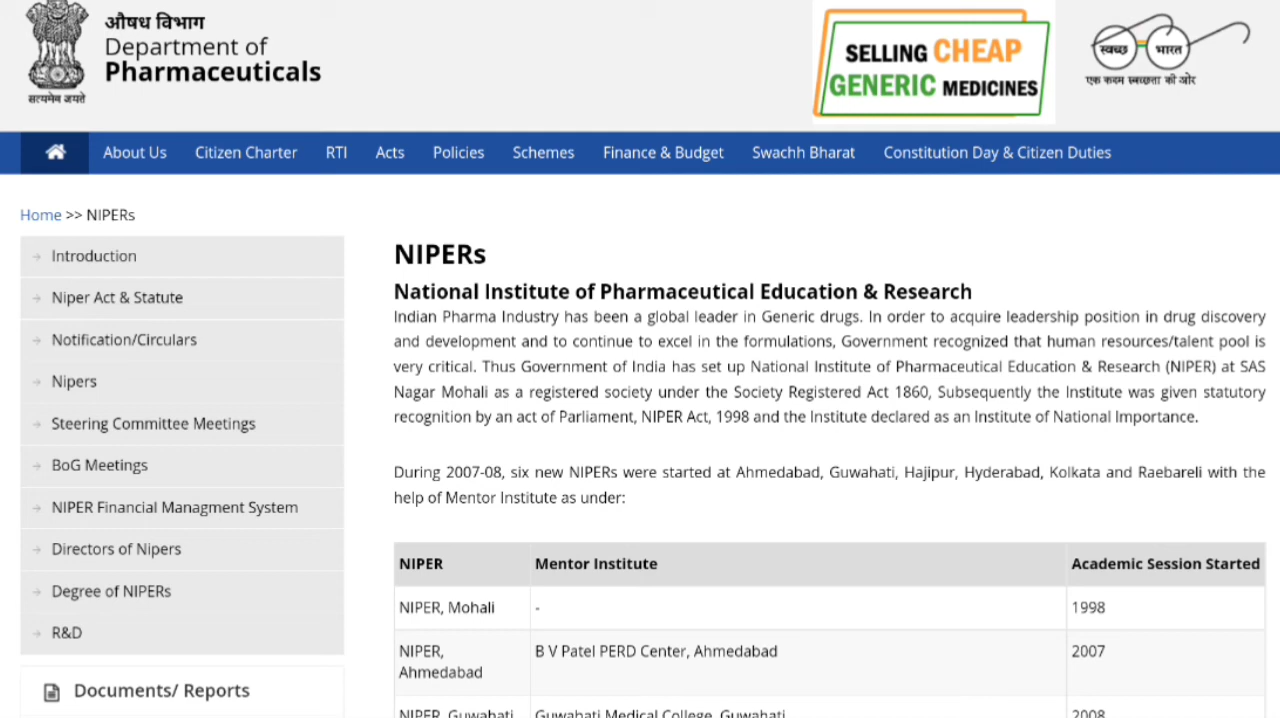 औषध विभाग
Department of
Pharmaceuticals
सत्यमेव जयते
SELLING CHEAP
GENERIC MEDICINES
स्वच्छ भारत
एक कदम स्वच्छता की ओर
About Us Citizen Charter RTI Acts Policies Schemes Finance & Budget Swachh Bharat Constitution Day & Citizen Duties
Home >> NIPERs
Introduction
Niper Act & Statute
Notification/Circulars
Nipers
Steering Committee Meetings
BoG Meetings
NIPER Financial Managment System
Directors of Nipers
Degree of NIPERs
R&D
Documents/ Reports
NIPERs
National Institute of Pharmaceutical Education & Research
Indian Pharma Industry has been a global leader in Generic drugs. In order to acquire leadership position in drug discovery
and development and to continue to excel in the formulations, Government recognized that human resources/talent pool is
very critical. Thus Government of India has set up National Institute of Pharmaceutical Education & Research (NIPER) at SAS
Nagar Mohali as a registered society under the Society Registered Act 1860, Subsequently the Institute was given statutory
recognition by an act of Parliament, NIPER Act, 1998 and the Institute declared as an Institute of National Importance.
During 2007-08, six new NIPERs were started at Ahmedabad, Guwahati, Hajipur, Hyderabad, Kolkata and Raebareli with the
help of Mentor Institute as under:
NIPER Mentor Institute Academic Session Started
NIPER, Mohali - 1998
NIPER, B V Patel PERD Center, Ahmedabad 2007
Ahmedabad
NIPER, Guwahati Guwahati Medical College, Guwahati 2008